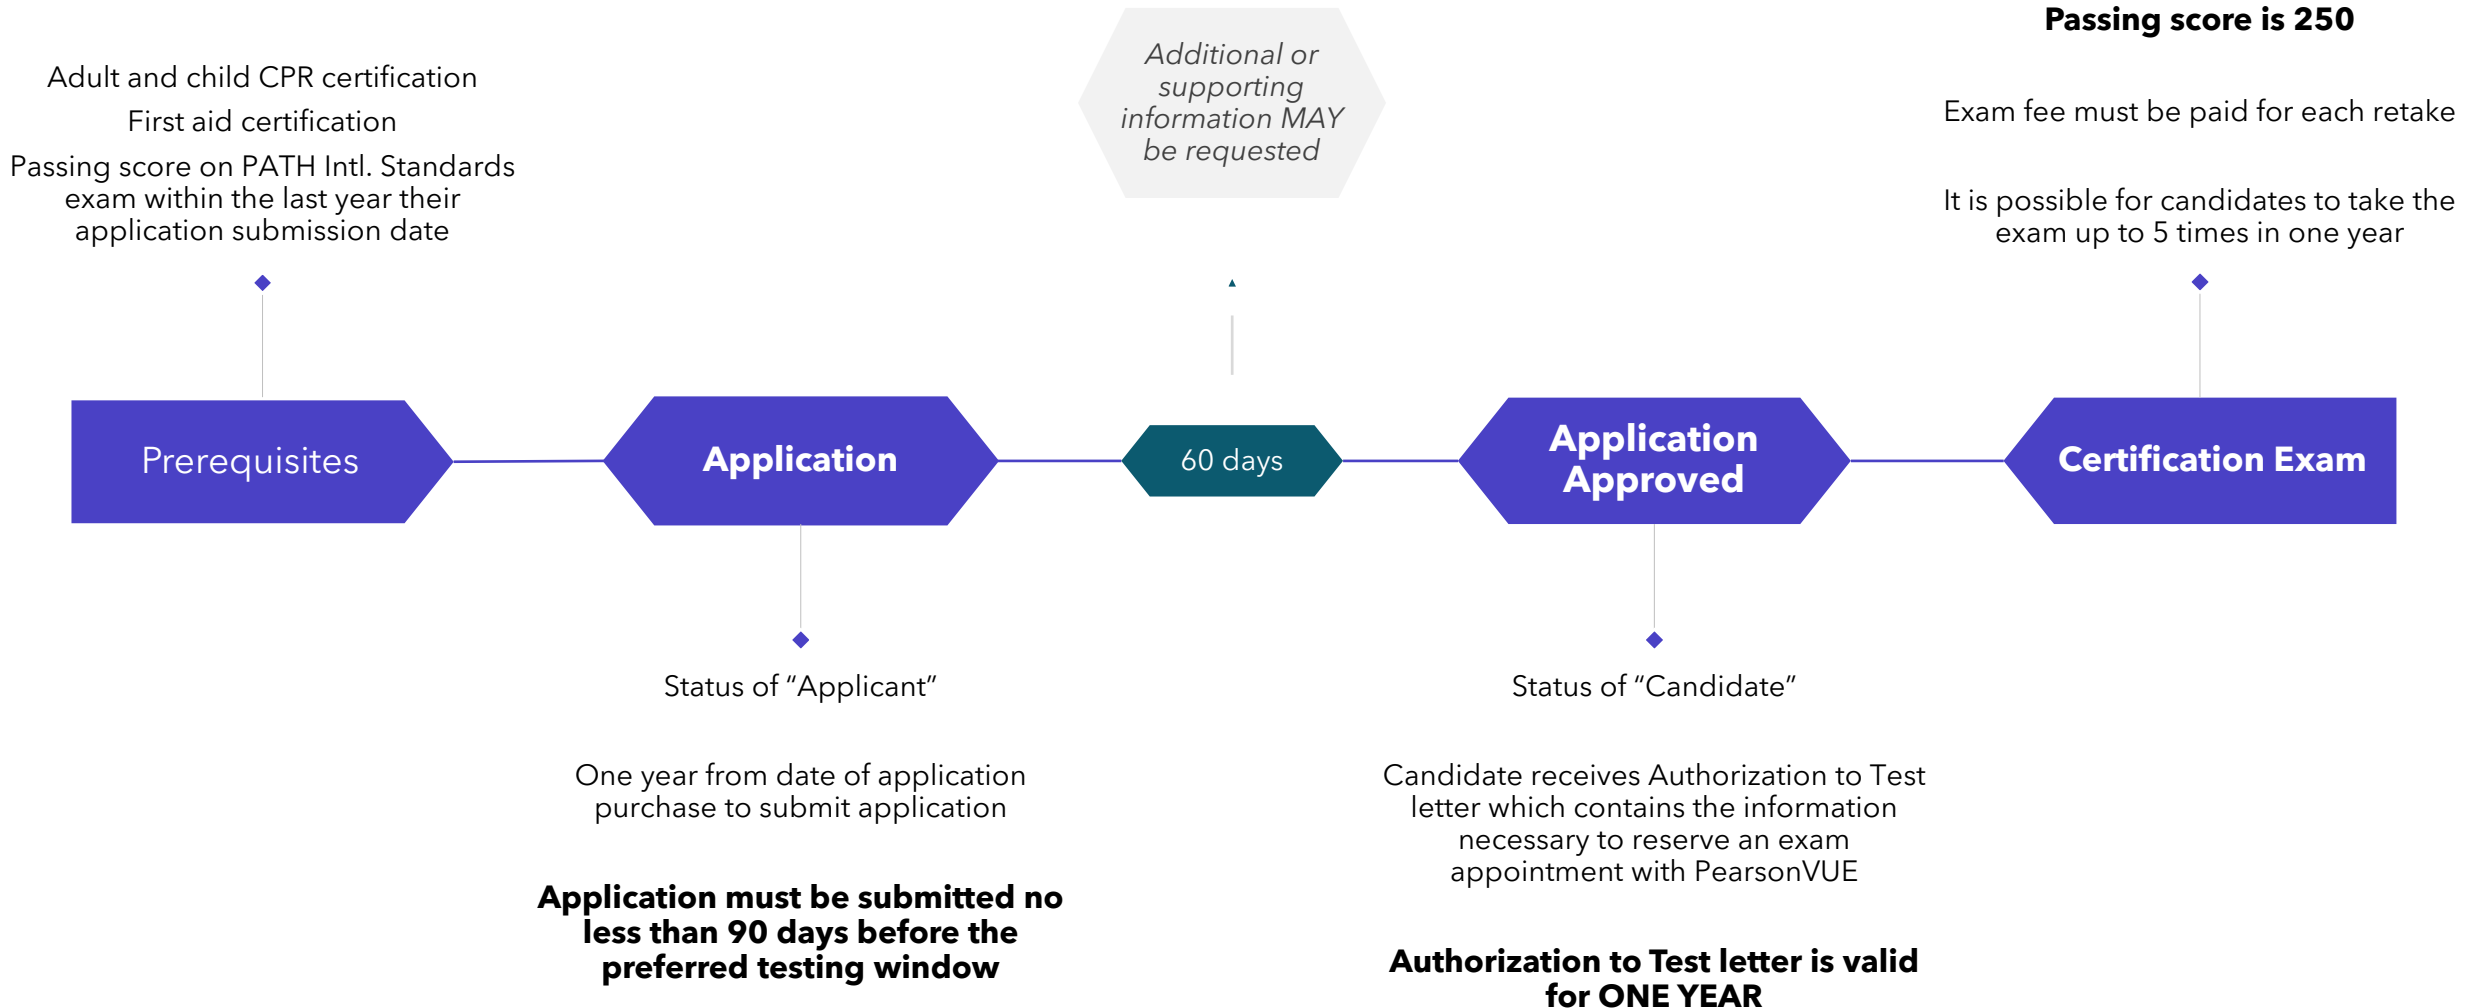 Adult and child CPR certification
First aid certification
Passing score on PATH Intl. Standards
exam within the last year their
application submission date
Additional or
supporting
information MAY
be requested
Passing score is 250
Exam fee must be paid for each retake
It is possible for candidates to take the
exam up to 5 times in one year
Prerequisites
Application
60 days
Application
Approved
Certification Exam
Status of “Applicant”
One year from date of application
purchase to submit application
Application must be submitted no
less than 90 days before the
preferred testing window
Status of “Candidate”
Candidate receives Authorization to Test
letter which contains the information
necessary to reserve an exam
appointment with PearsonVUE
Authorization to Test letter is valid
for ONE YEAR